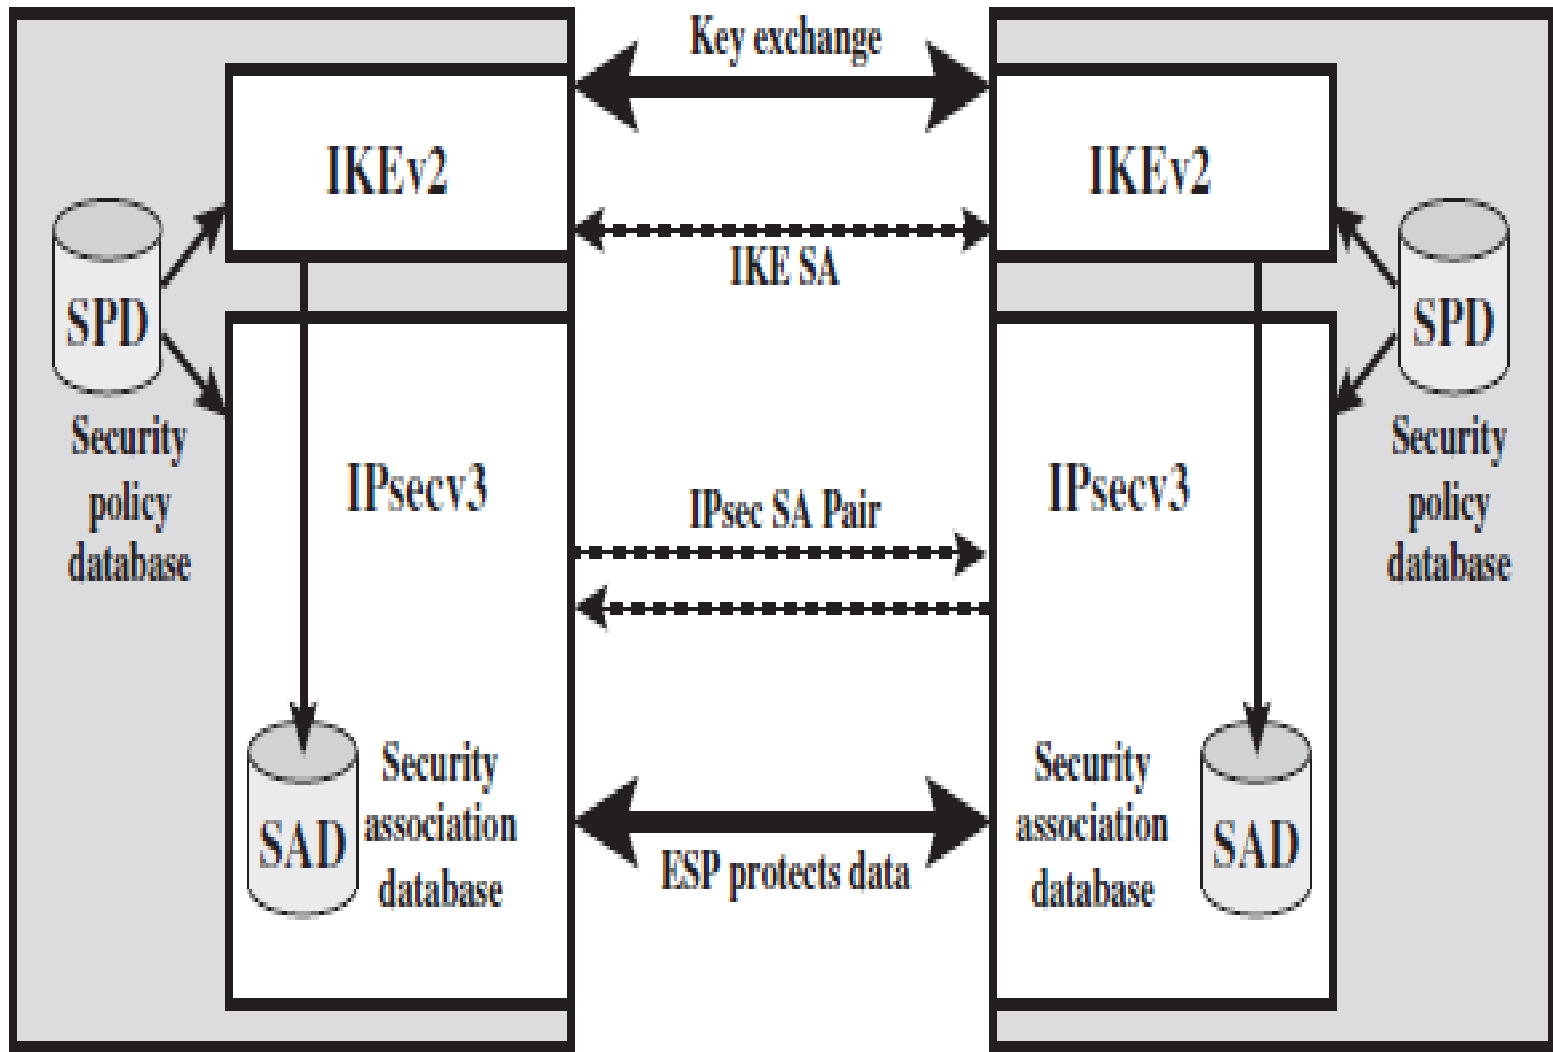 Key exchange
IKEv2
IKEv2
IKE SA
SPD
SPD
Security
policy
database
Security
policy
database
IPsecv3
IPsecv3
IPsec SA Pair
SAD
Security
association
database
Security
association
database
SAD
ESP protects data